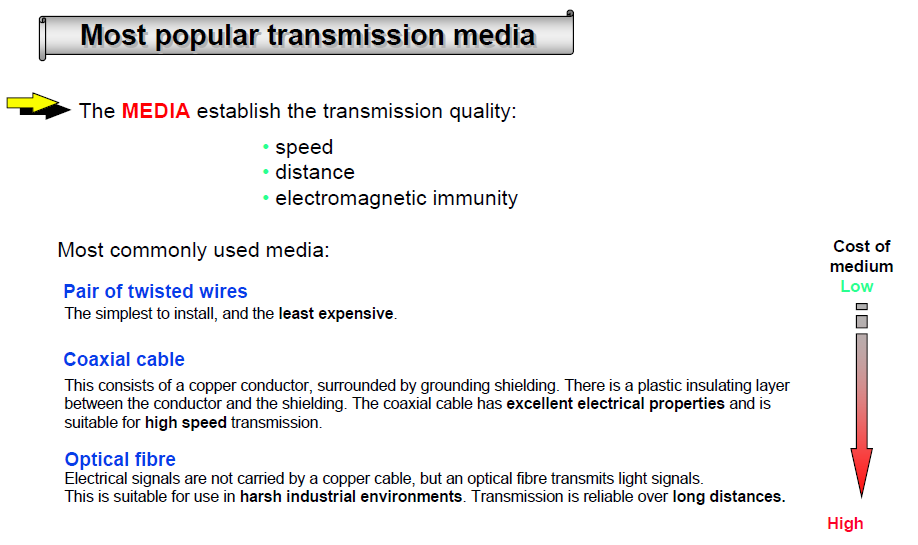 Most popular transmission media
The MEDIA establish the transmission quality:
• speed
• distance
• electromagnetic immunity
Most commonly used media:
Cost of
medium
Low
Pair of twisted wires
The simplest to install, and the least expensive.
Coaxial cable
This consists of a copper conductor, surrounded by grounding shielding. There is a plastic insulating layer
between the conductor and the shielding. The coaxial cable has excellent electrical properties and is
suitable for high speed transmission.
Optical fibre
Electrical signals are not carried by a copper cable, but an optical fibre transmits light signals.
This is suitable for use in harsh industrial environments. Transmission is reliable over long distances.
High